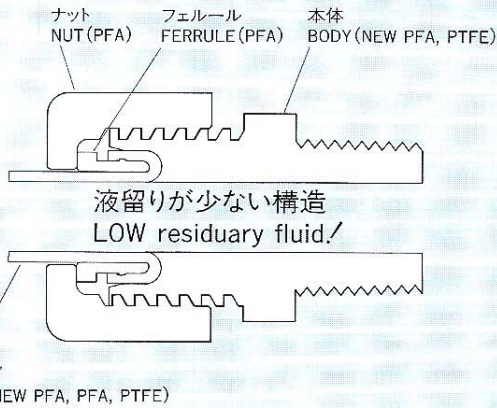 ナット
NUT(PFA)
フェルール
FERRULE(PFA)
本体
BODY(NEW PFA, PTFE)
液留りが少ない構造
LOW residuary fluid!
NEW PFA, PFA, PTFE)